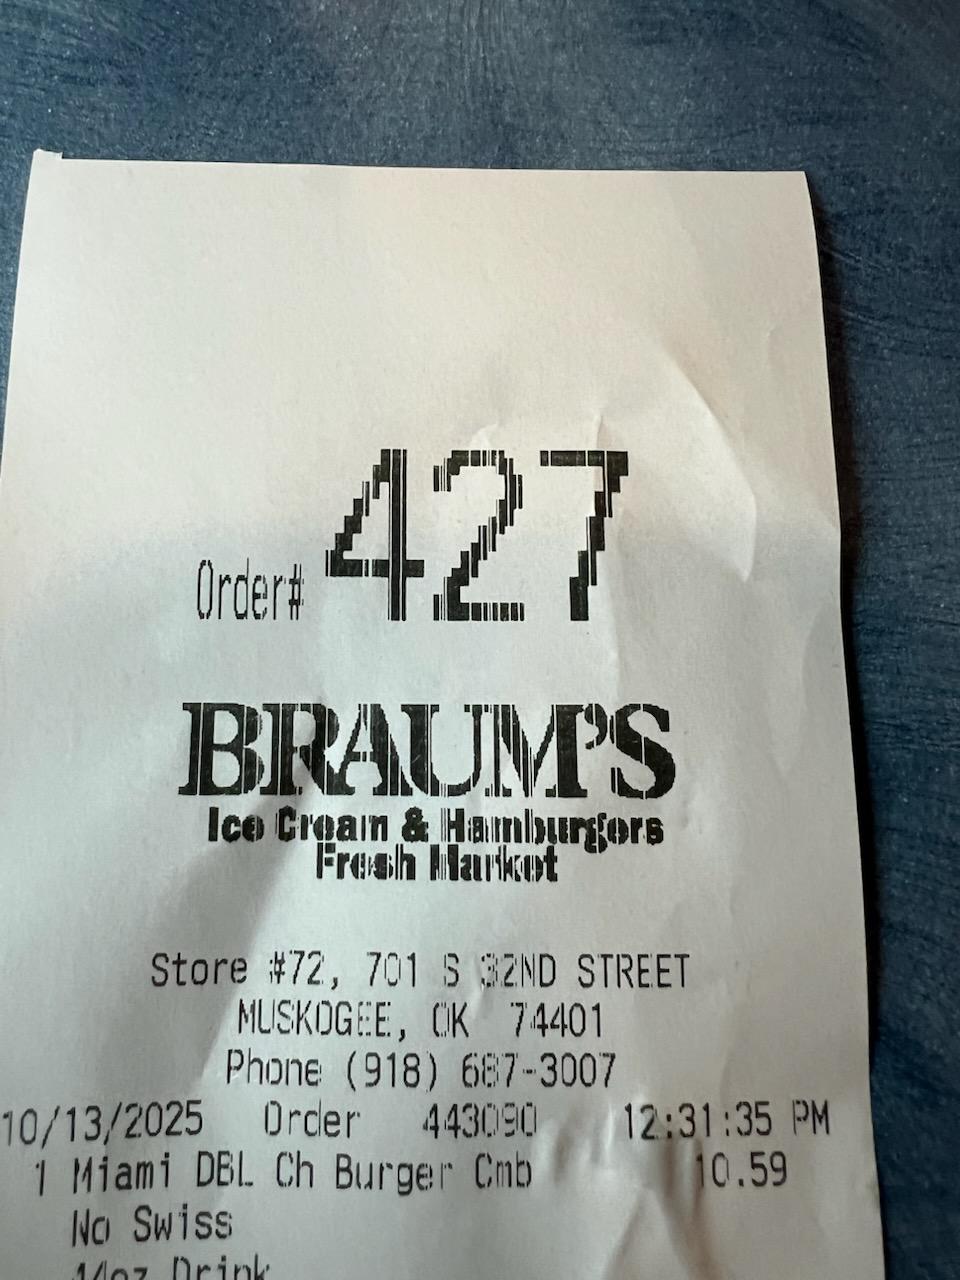 Order# 427
BRAUM'S
Ice Cream & Hamburgers
Fresh Market
Store #72, 701 S 32ND STREET
MUSKOGEE, OK 74401
Phone (918) 687-3007
10/13/2025 Order 443090 12:31:35 PM
1 Miami DBL Ch Burger Cmb 10.59
No Swiss
44oz Drink